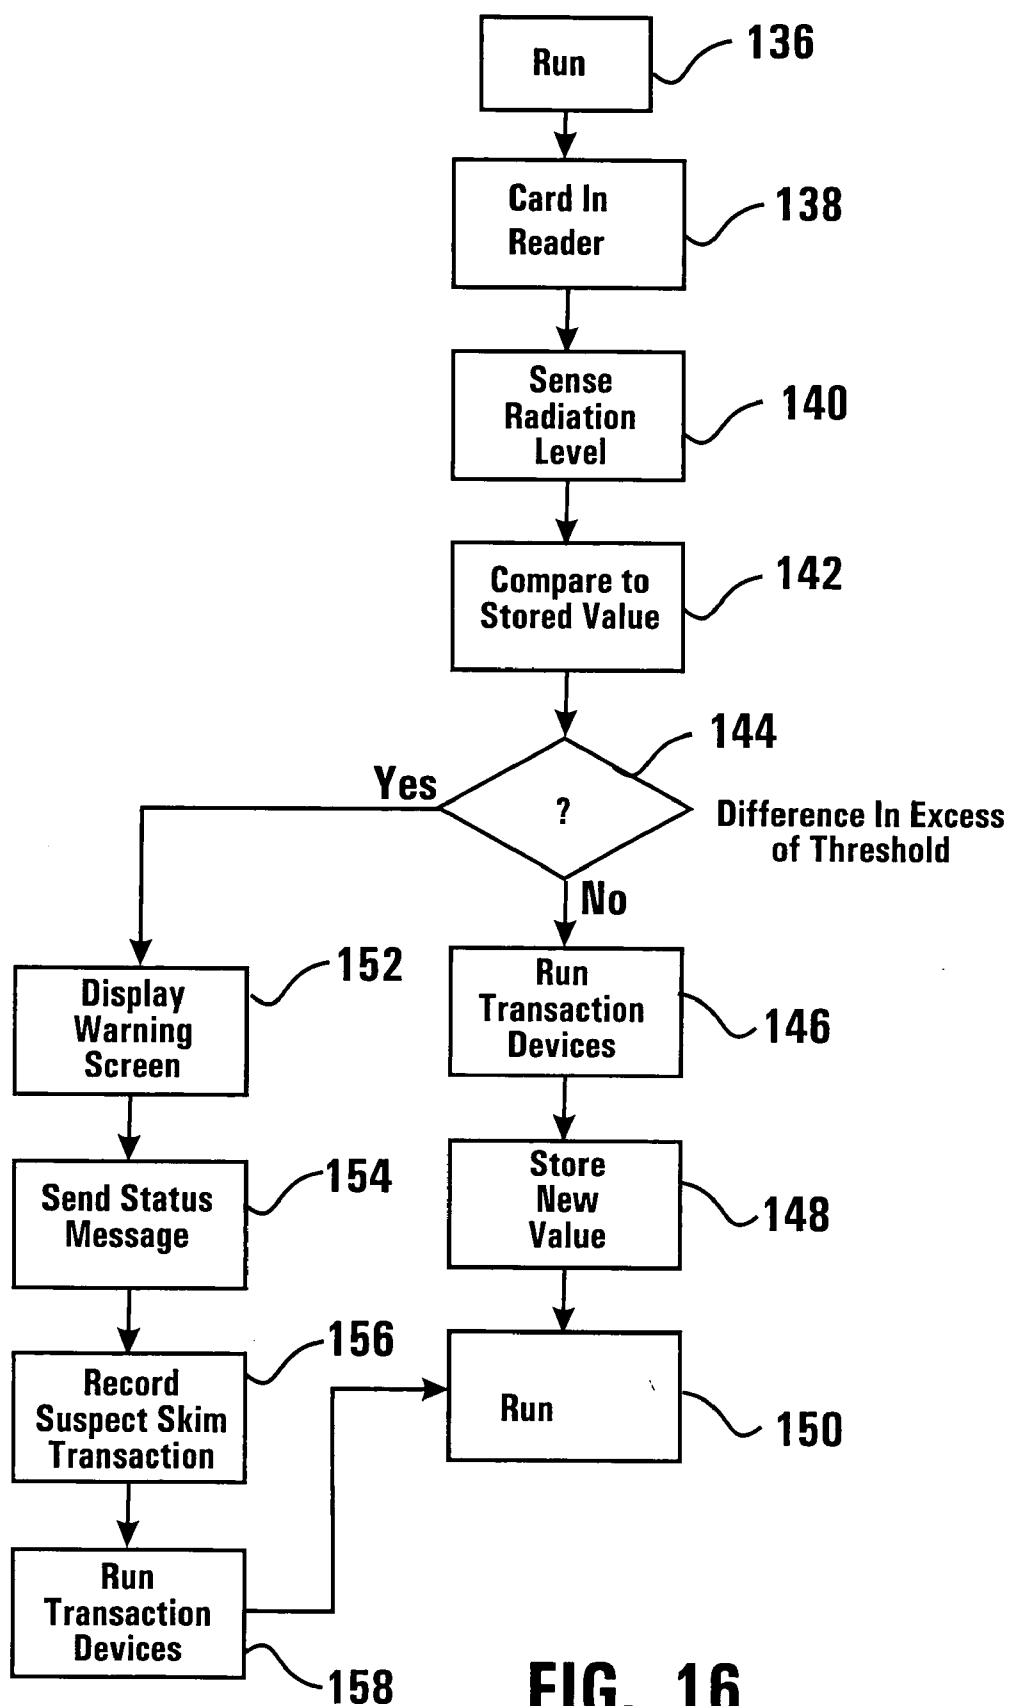 Run
136
Card In
Reader
138
Sense
Radiation
Level
140
Compare to
Stored Value
142
144
Yes
?
Difference In Excess
of Threshold
No
152
Display
Warning
Screen
Run
Transaction
Devices
146
154
Send Status
Message
Store
New
Value
148
156
Record
Suspect Skim
Transaction
Run
150
Run
Transaction
Devices
158
FIG. 16